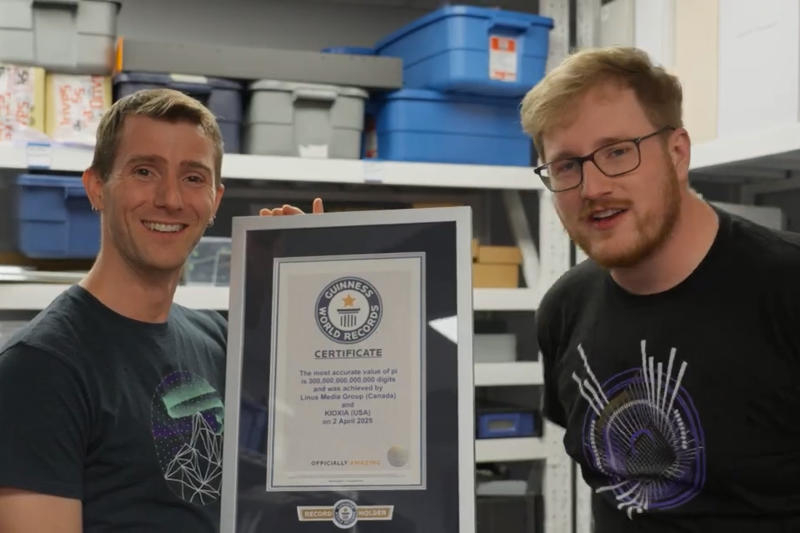 GUINNESS
WORLD RECORDS
CERTIFICATE
The most accurate value of pi
is 300,000,000,000,000 digits
and was achieved by
Linus Media Group (Canada)
and
KIOXIA (USA)
on 2 April 2025
OFFICIALLY AMAZING
RECORD HOLDER